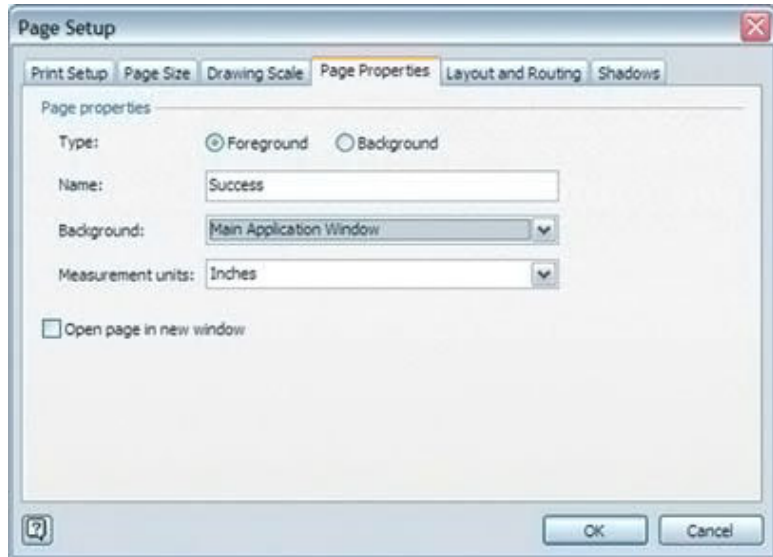 Page Setup
Print Setup Page Size Drawing Scale Page Properties Layout and Routing Shadows
Page properties
Type: Foreground Background
Name: Success
Background: Main Application Window
Measurement units: Inches
Open page in new window
?
OK Cancel